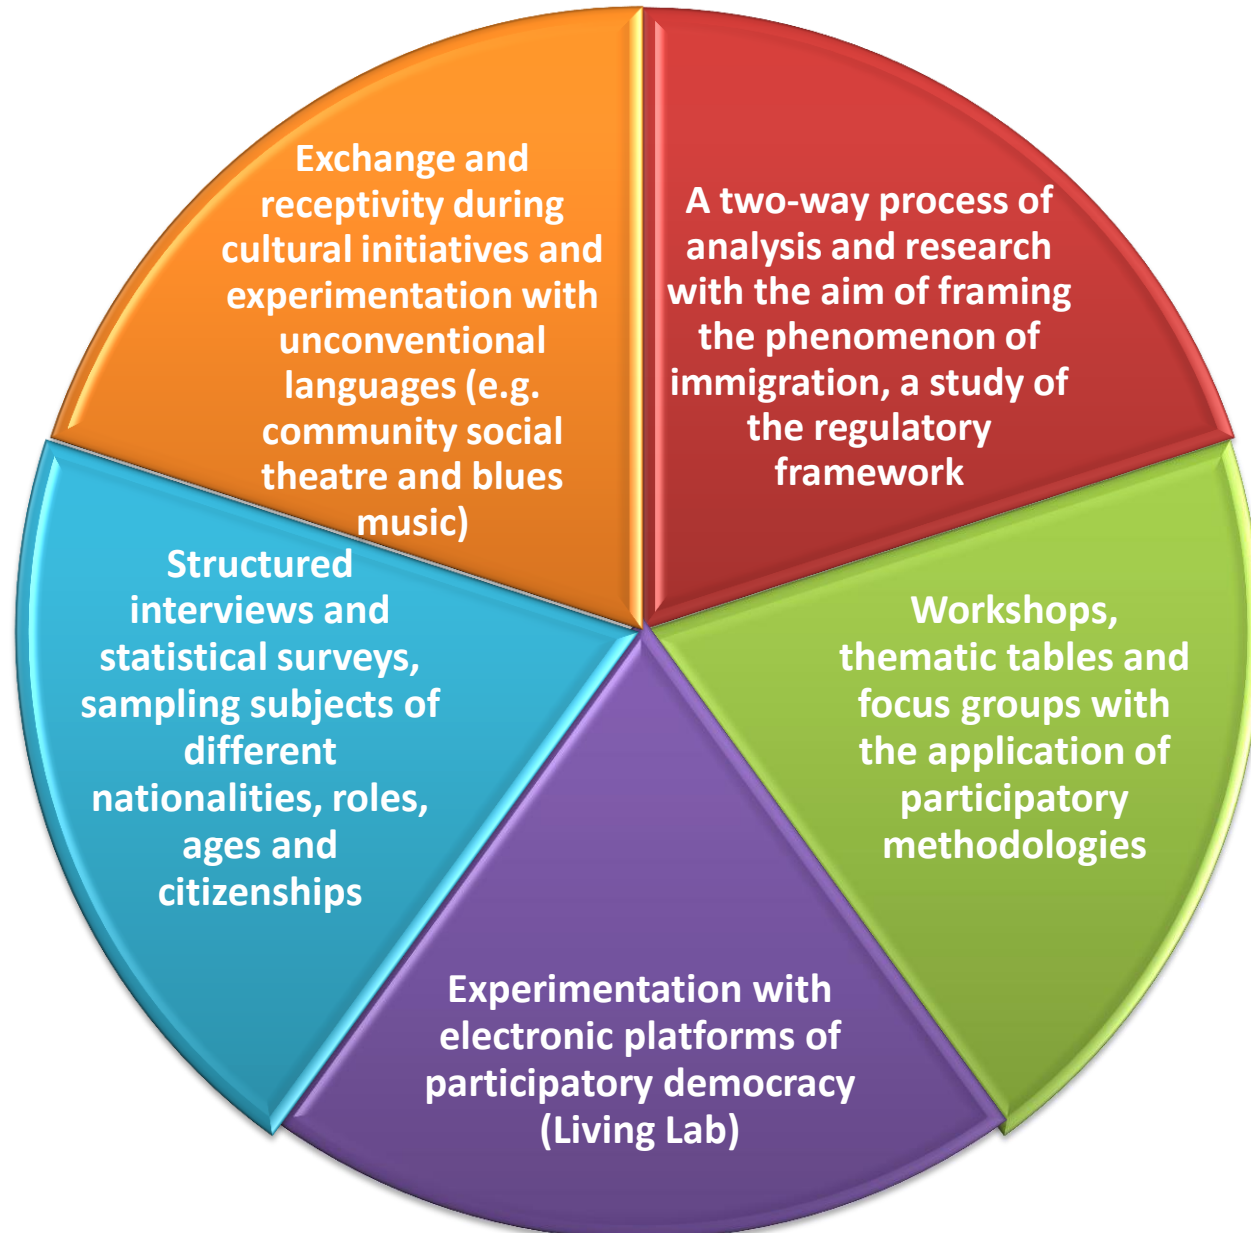 A two-way process of
analysis and research
with the aim of framing
the phenomenon of
immigration, a study of
the regulatory
framework
Workshops,
thematic tables and
focus groups with
the application of
participatory
methodologies
Experimentation with
electronic platforms of
participatory democracy
(Living Lab)
Structured
interviews and
statistical surveys,
sampling subjects of
different
nationalities, roles,
ages and
citizenships
Exchange and
receptivity during
cultural initiatives and
experimentation with
unconventional
languages (e.g.
community social
theatre and blues
music)